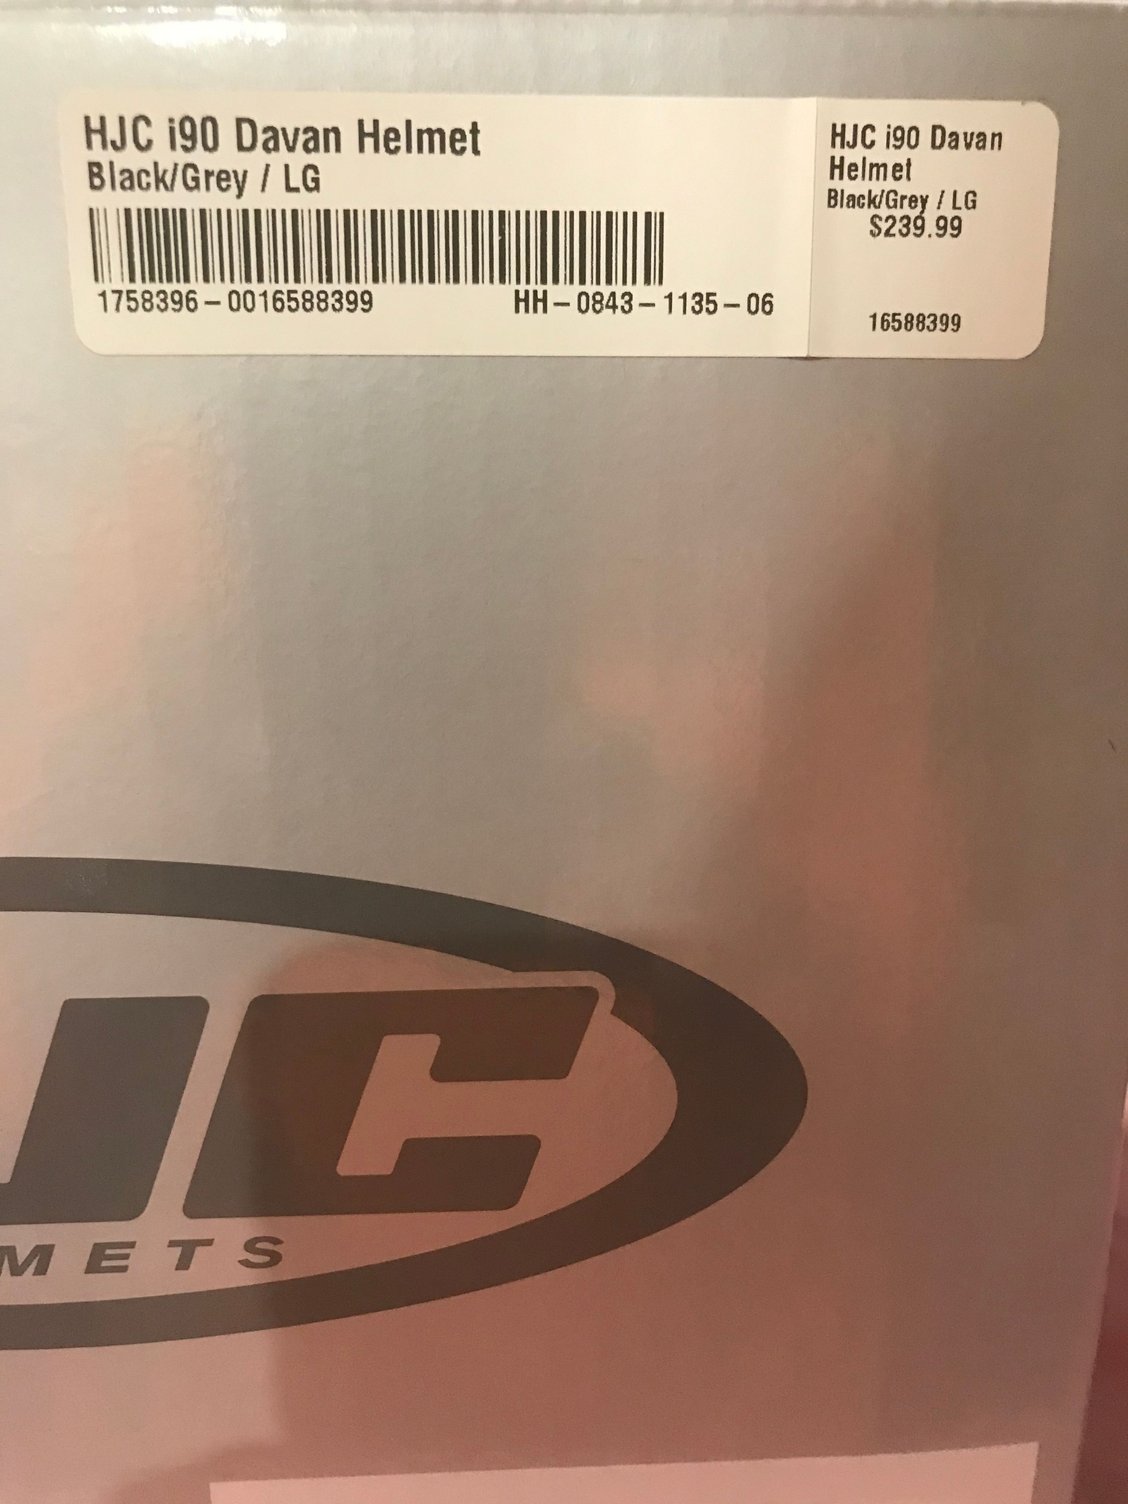 HJC i90 Davan Helmet
Black/Grey / LG
1758396-0016588399 HH-0843-1135-06
HJC i90 Davan
Helmet
Black/Grey / LG
$239.99
16588399
JC
METS